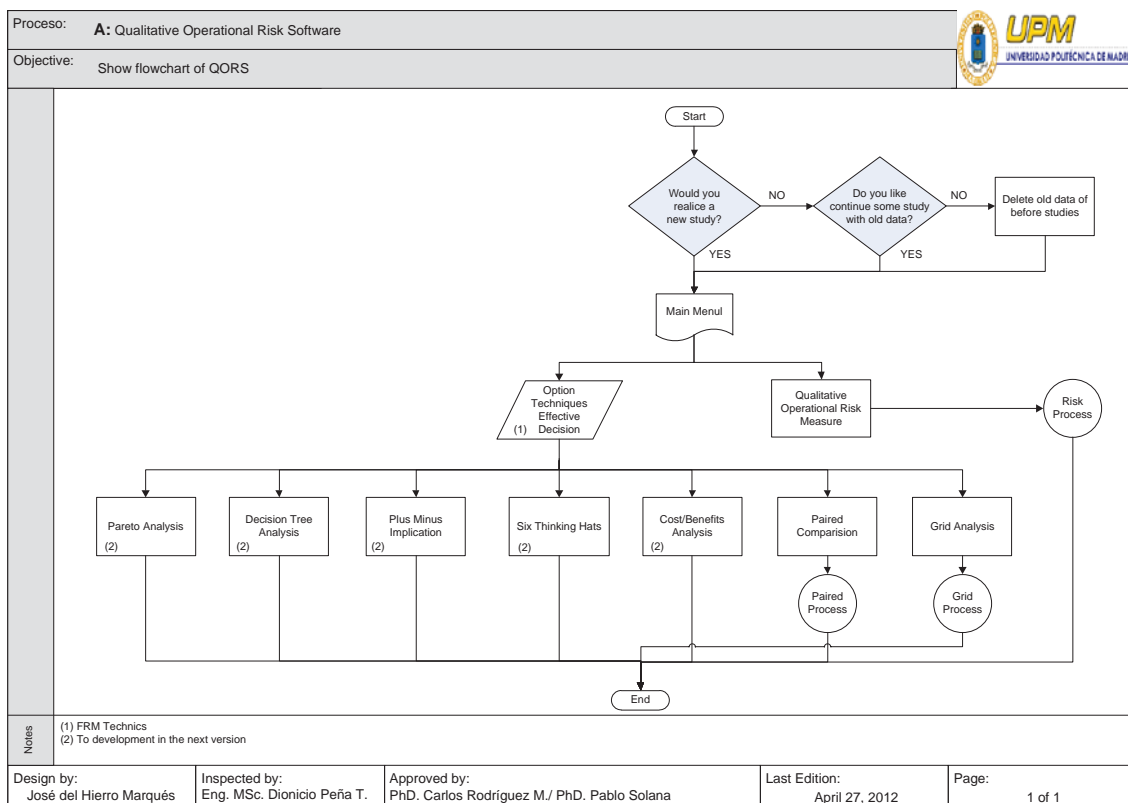 Proceso: A: Qualitative Operational Risk Software
Objective: Show flowchart of QORS
UPM
UNIVERSIDAD POLITÉCNICA DE MADRI
Start
Would you
realice a
new study?
NO
Do you like
continue some study
with old data?
NO
Delete old data of
before studies
YES
YES
Main Menul
Option
Techniques
Effective
(1) Decision
Qualitative
Operational Risk
Measure
Risk
Process
Pareto Analysis
(2)
Decision Tree
Analysis
(2)
Plus Minus
Implication
(2)
Six Thinking Hats
(2)
Cost/Benefits
Analysis
(2)
Paired
Comparision
Grid Analysis
Paired
Process
Grid
Process
End
Notes
(1) FRM Technics
(2) To development in the next version
Design by:
José del Hierro Marqués
Inspected by:
Eng. MSc. Dionicio Peña T.
Approved by:
PhD. Carlos Rodríguez M./ PhD. Pablo Solana
Last Edition:
April 27, 2012
Page:
1 of 1